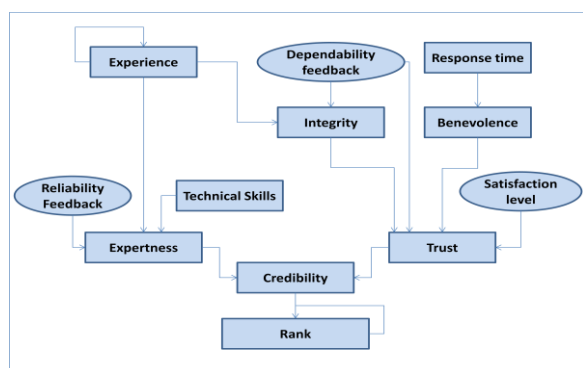 Experience
Dependability
feedback
Response time
Integrity
Benevolence
Reliability
Feedback
Technical Skills
Satisfaction
level
Expertness
Trust
Credibility
Rank